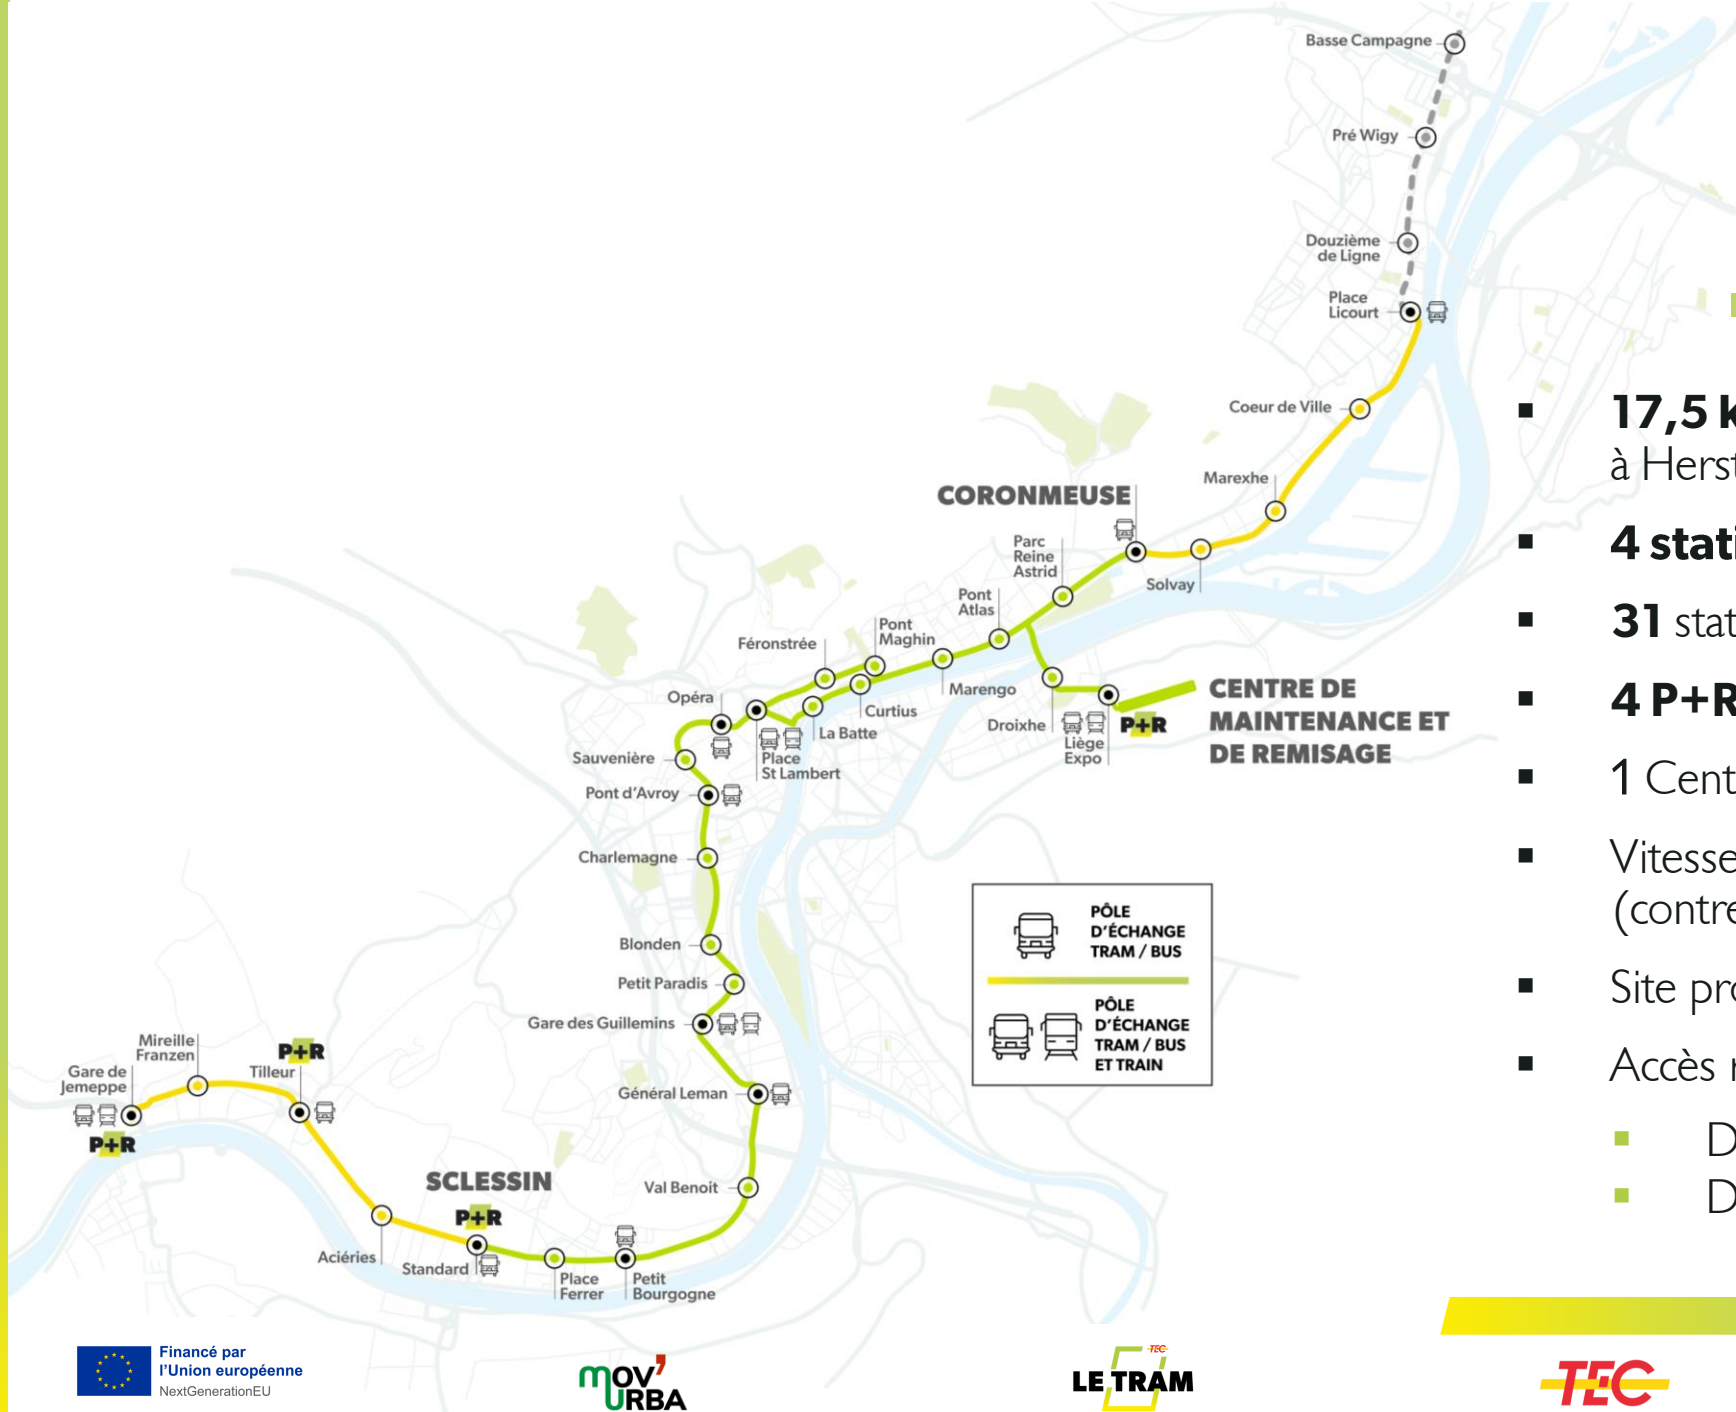 Basse Campagne
Pré Wigy
Douzième
de Ligne
Place
Licourt
Coeur de Ville
Marexhe
CORONMEUSE
Solvay
Parc
Reine
Astrid
Pont
Atlas
Pont
Maghin
Féronstrée
Marengo
Opéra
Curtius
La Batte
Droixhe
Liège
Expo
P+R
CENTRE DE
MAINTENANCE ET
DE REMISAGE
Place
St Lambert
Sauvenière
Pont d'Avroy
Charlemagne
Blonden
Petit Paradis
Gare des Guillemins
Général Leman
Val Benoit
PÔLE
D'ÉCHANGE
TRAM / BUS
PÔLE
D'ÉCHANGE
TRAM / BUS
ET TRAIN
Mireille
Franzen
P+R
Tilleur
Gare de
Jemeppe
P+R
SCLESSIN
P+R
Aciéries
Standard
Place
Ferrer
Petit
Bourgogne
17,5 k
à Herst
4 stati
31 stat
4 P+R
1 Cent
Vitesse
(contre
Site pro
Accès r
D
D
Financé par
l'Union européenne
NextGenerationEU
mov'
URBA
TEC
LE TRAM
TEC